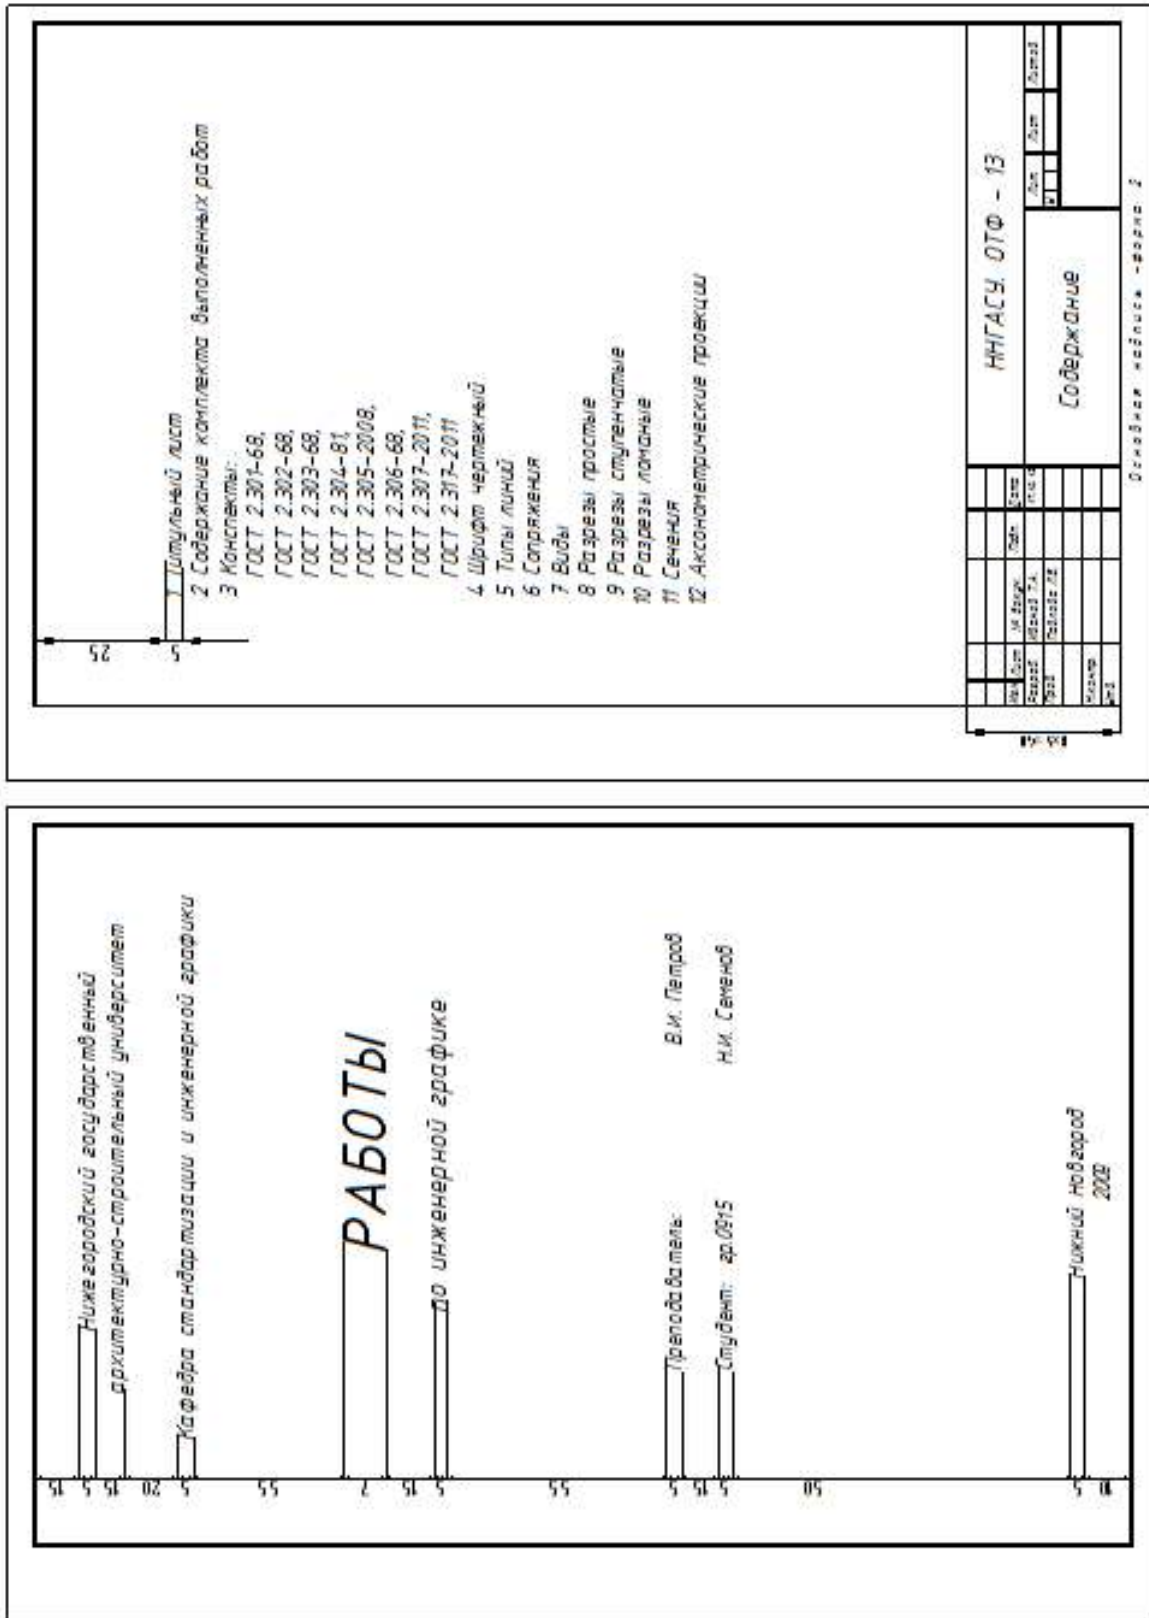 Нижегородский государственный
архитектурно-строительный университет
Кафедра стандартизации и инженерной графики
РАБОТЫ
по инженерной графике
Преподаватель: В.И. Петров
Студент: гр.0915 Н.И. Семенов
Нижний Новгород
2009
15
5
15
20
5
55
7
15
5
55
5
15
5
50
5
10
25
5
1 Титульный лист
2 Содержание комплекта выполненных работ
3 Конспекты:
ГОСТ 2.301-68,
ГОСТ 2.302-68,
ГОСТ 2.303-68,
ГОСТ 2.304-81,
ГОСТ 2.305-2008,
ГОСТ 2.306-68,
ГОСТ 2.307-2011,
ГОСТ 2.317-2011
4 Шрифт чертежный
5 Типы линий
6 Сопряжения
7 Виды
8 Разрезы простые
9 Разрезы ступенчатые
10 Разрезы ломаные
11 Сечения
12 Аксонометрические проекции
ННГАСУ. ОТФ - 13
Изм. Лист № докум. Подп. Дата
Разраб. Иванов Т.А.
Пров. Павлова Л.В.
Н.контр.
Утв.
Содержание
Лит. Лист Листов
У
Основная надпись -форма 2